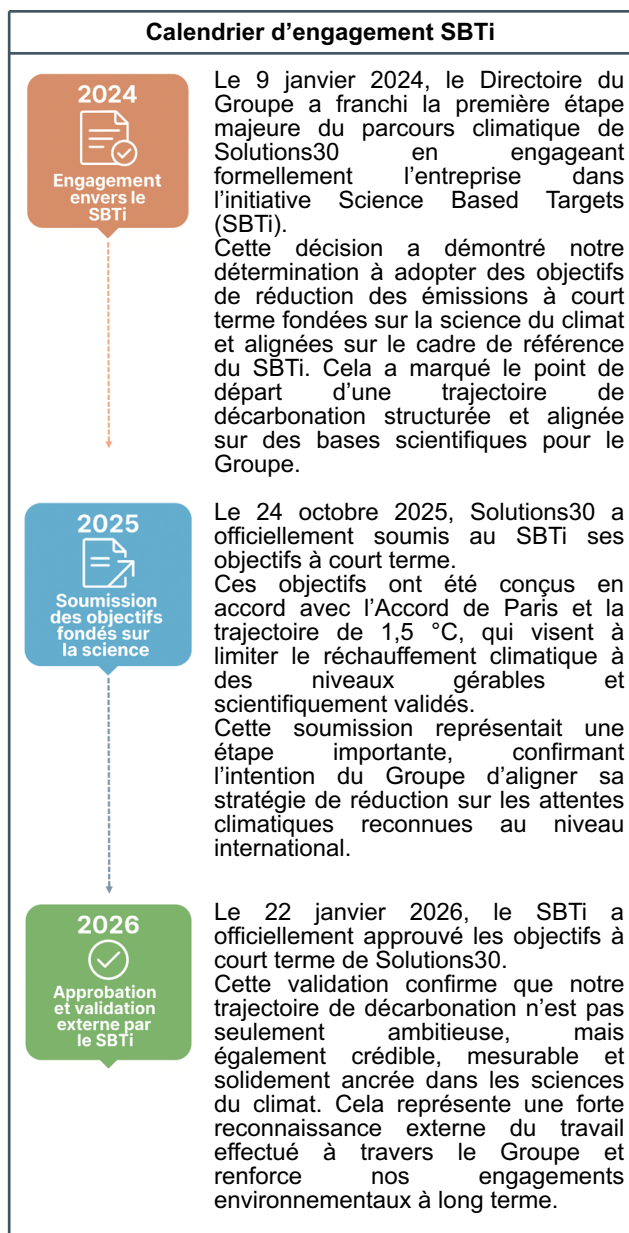 Calendrier d’engagement SBTi
2024
Engagement
envers le
SBTi
Le 9 janvier 2024, le Directoire du
Groupe a franchi la première étape
majeure du parcours climatique de
Solutions30 en engageant
formellement l’entreprise dans
l’initiative Science Based Targets
(SBTi).
Cette décision a démontré notre
détermination à adopter des objectifs
de réduction des émissions à court
terme fondées sur la science du climat
et alignées sur le cadre de référence
du SBTi. Cela a marqué le point de
départ d’une trajectoire de
décarbonation structurée et alignée
sur des bases scientifiques pour le
Groupe.
2025
Soumission
des objectifs
fondés sur
la science
Le 24 octobre 2025, Solutions30 a
officiellement soumis au SBTi ses
objectifs à court terme.
Ces objectifs ont été conçus en
accord avec l’Accord de Paris et la
trajectoire de 1,5 °C, qui visent à
limiter le réchauffement climatique à
des niveaux gérables et
scientifiquement validés.
Cette soumission représentait une
étape importante, confirmant
l’intention du Groupe d’aligner sa
stratégie de réduction sur les attentes
climatiques reconnues au niveau
international.
2026
Approbation
et validation
externe par
le SBTi
Le 22 janvier 2026, le SBTi a
officiellement approuvé les objectifs à
court terme de Solutions30.
Cette validation confirme que notre
trajectoire de décarbonation n’est pas
seulement ambitieuse, mais
également crédible, mesurable et
solidement ancrée dans les sciences
du climat. Cela représente une forte
reconnaissance externe du travail
effectué à travers le Groupe et
renforce nos engagements
environnementaux à long terme.